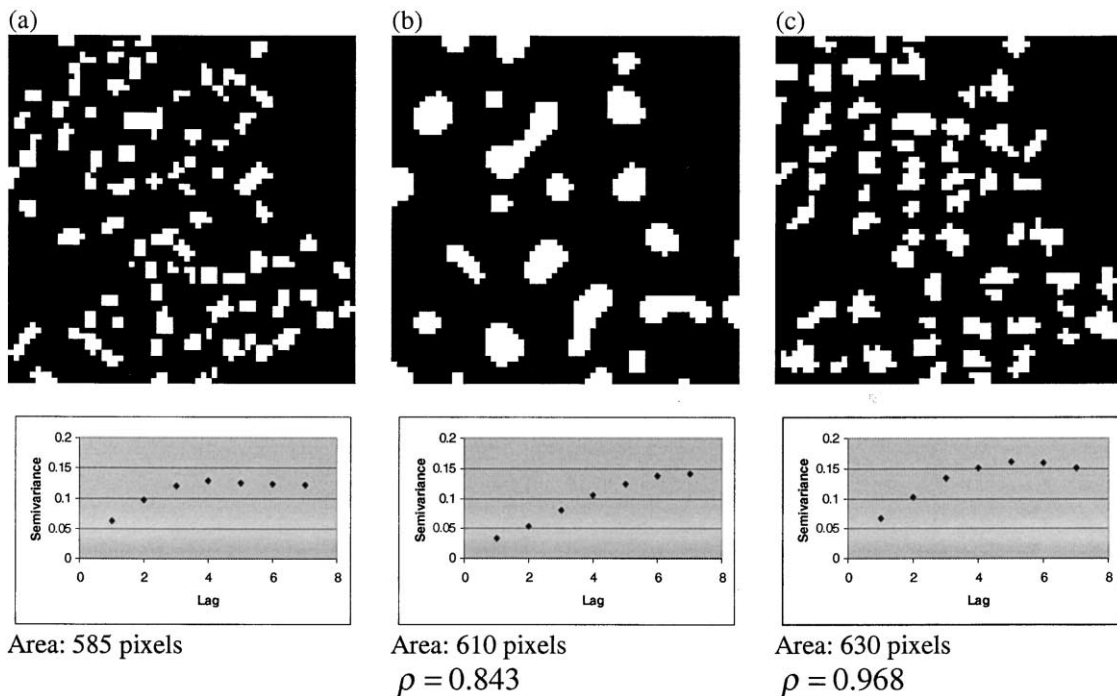 (a)
(b)
(c)
0.2
0.15
0.1
0.05
0
Semivariance
0 2 4 6 8
Lag
0.2
0.15
0.1
0.05
0
Semivariance
0 2 4 6 8
Lag
0.2
0.15
0.1
0.05
0
Semivariance
0 2 4 6 8
Lag
Area: 585 pixels
Area: 610 pixels
ρ = 0.843
Area: 630 pixels
ρ = 0.968